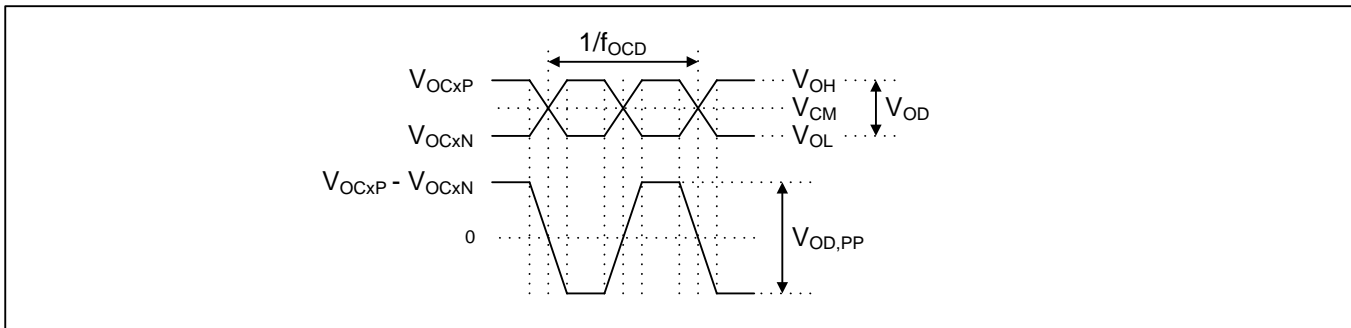 1/fOCD
VOCxP
VOH
VCM
VOD
VOCxN
VOL
VOCxP - VOCxN
0
VOD,PP